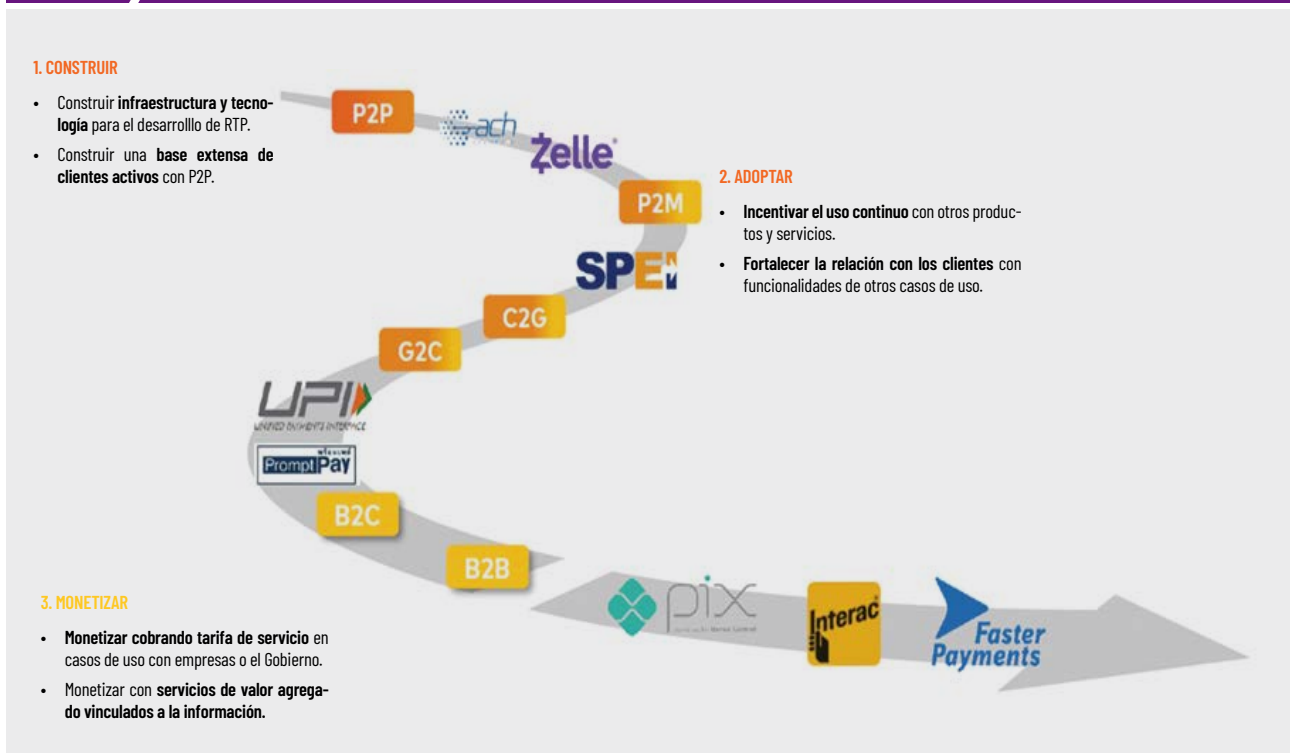 1. CONSTRUIR
• Construir infraestructura y tecno-
logía para el desarrolllo de RTP.
• Construir una base extensa de
clientes activos con P2P.
P2P
ach
Zelle®
P2M
2. ADOPTAR
• Incentivar el uso continuo con otros produc-
tos y servicios.
• Fortalecer la relación con los clientes con
funcionalidades de otros casos de uso.
SPEI
C2G
G2C
UPI
UNIFIED PAYMENTS INTERFACE
PromptPay
B2C
B2B
3. MONETIZAR
• Monetizar cobrando tarifa de servicio en
casos de uso con empresas o el Gobierno.
• Monetizar con servicios de valor agrega-
do vinculados a la información.
pix
Interac®
Faster
Payments